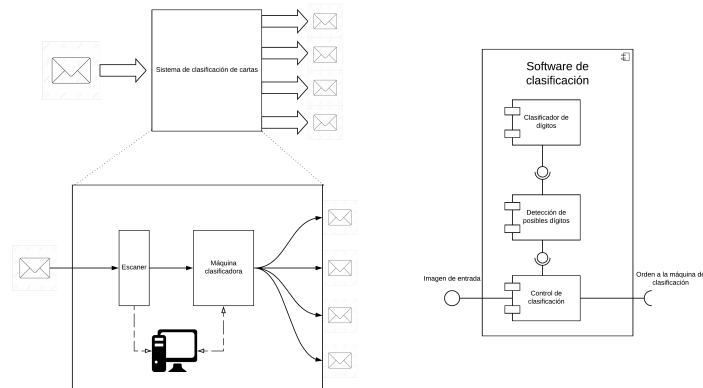 Sistema de clasificación de cartas
Escaner
Máquina
clasificadora
Software de
clasificación
Clasificador de
dígitos
Detección de
posibles dígitos
Control de
clasificación
Imagen de entrada
Orden a la máquina de
clasificación